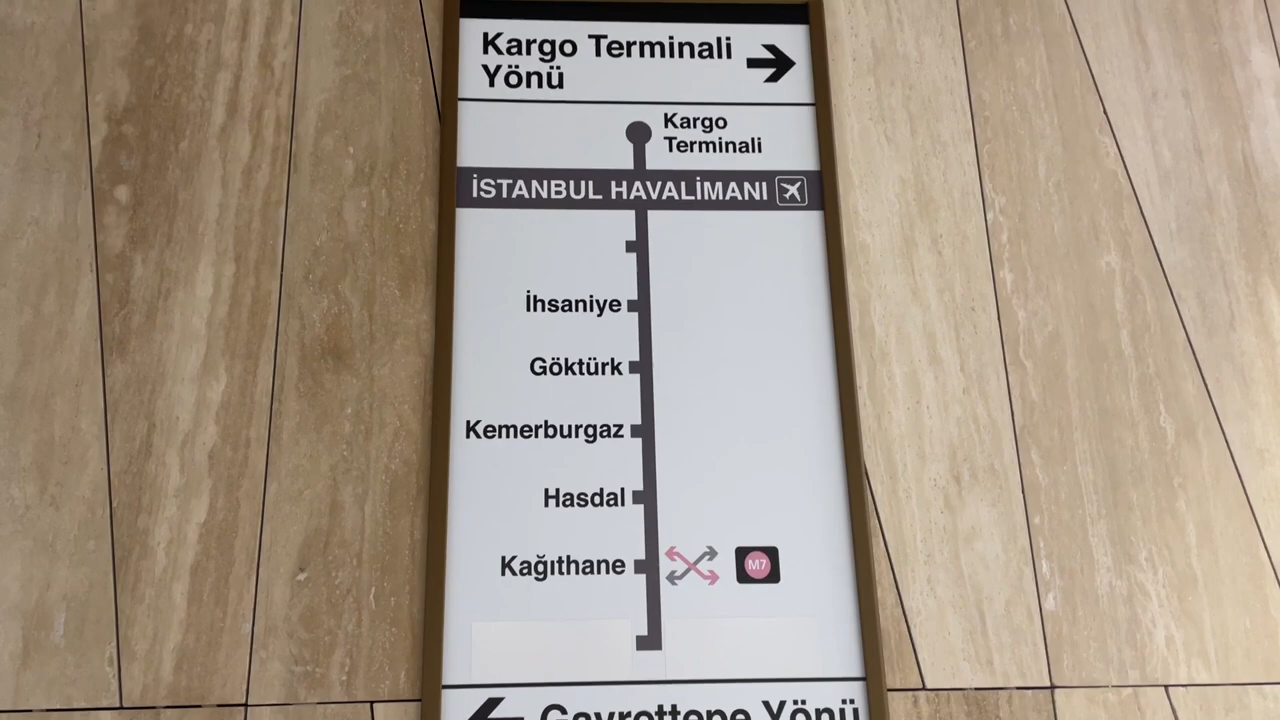 Kargo Terminali
Yönü
Kargo
Terminali
İSTANBUL HAVALİMANI
İhsaniye
Göktürk
Kemerburgaz
Hasdal
Kağıthane
M7
Gayrettepe Yönü